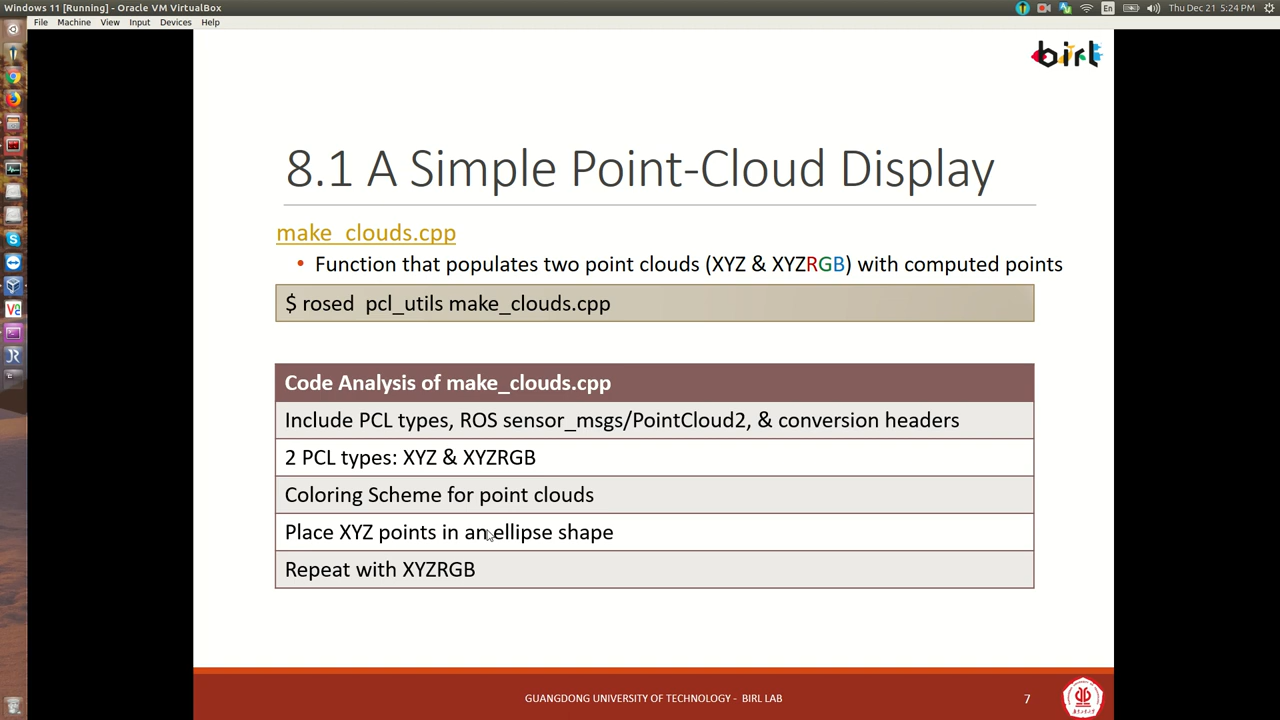 Windows 11 [Running] - Oracle VM VirtualBox
En
Thu Dec 21 5:24 PM
File Machine View Input Devices Help
birl
8.1 A Simple Point-Cloud Display
make_clouds.cpp
• Function that populates two point clouds (XYZ & XYZRGB) with computed points
$ rosed pcl_utils make_clouds.cpp
Code Analysis of make_clouds.cpp
Include PCL types, ROS sensor_msgs/PointCloud2, & conversion headers
2 PCL types: XYZ & XYZRGB
Coloring Scheme for point clouds
Place XYZ points in an ellipse shape
Repeat with XYZRGB
GUANGDONG UNIVERSITY OF TECHNOLOGY - BIRL LAB
7